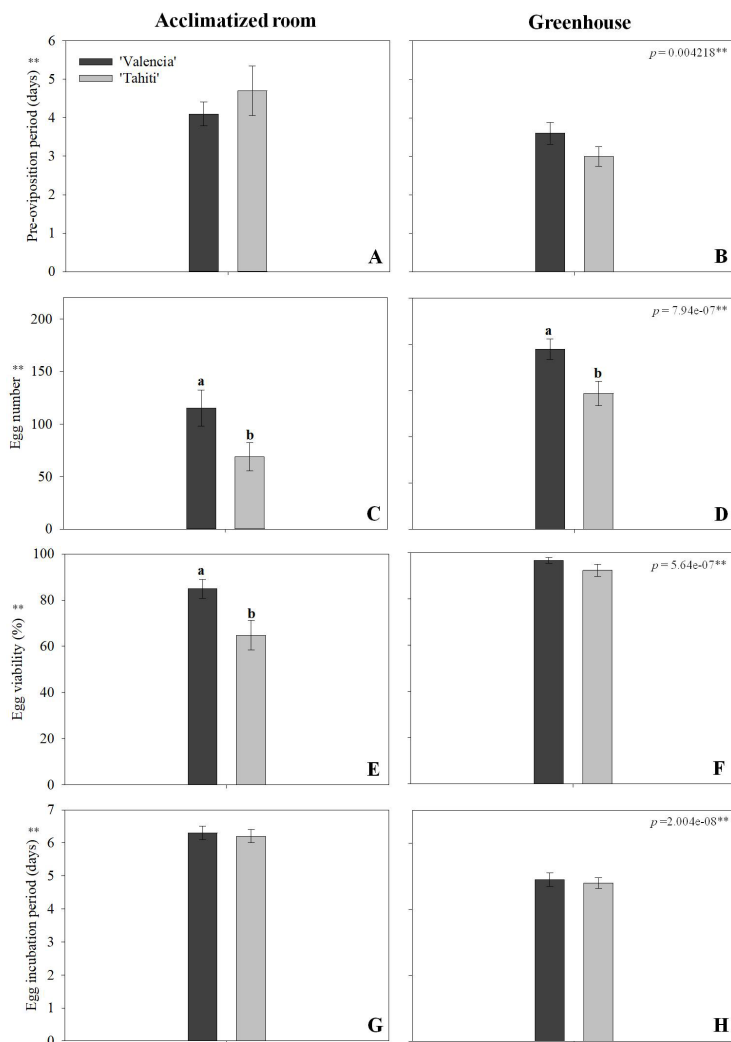 Acclimatized room
Greenhouse
Pre-oviposition period (days) **
6
5
4
3
2
1
0
'Valencia'
'Tahiti'
A
p = 0.004218**
B
Egg number **
200
150
100
50
0
a
b
C
p = 7.94e-07**
a
b
D
Egg viability (%) **
100
80
60
40
20
0
a
b
E
p = 5.64e-07**
F
Egg incubation period (days) **
7
6
5
4
3
2
1
0
G
p =2.004e-08**
H